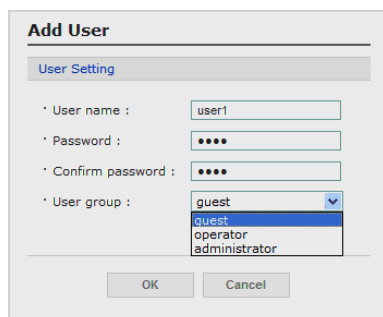 Add User
User Setting
· User name : user1
· Password : ••••
· Confirm password : ••••
· User group : guest
guest
operator
administrator
OK Cancel